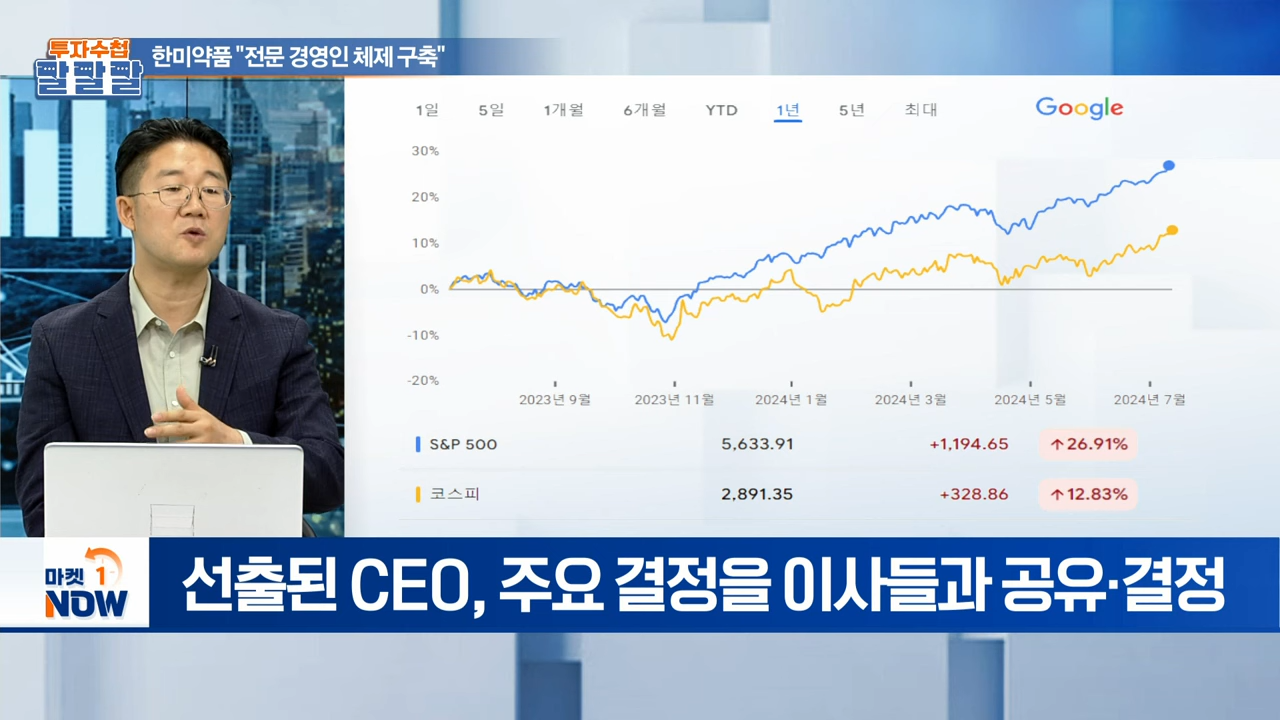 투자수첩
팔팔팔
한미약품 "전문 경영인 체제 구축"
1일 5일 1개월 6개월 YTD 1년 5년 최대
Google
30%
20%
10%
0%
-10%
-20%
2023년 9월 2023년 11월 2024년 1월 2024년 3월 2024년 5월 2024년 7월
S&P 500 5,633.91 +1,194.65 ↑26.91%
코스피 2,891.35 +328.86 ↑12.83%
마켓 1
NOW
선출된 CEO, 주요 결정을 이사들과 공유·결정